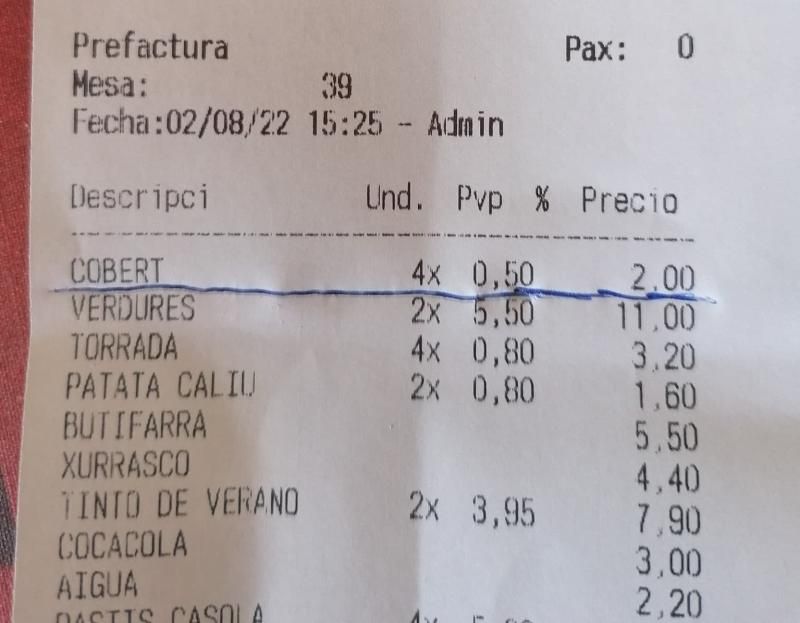 Prefactura Pax: 0
Mesa: 39
Fecha:02/08/22 15:25 - Admin
Descripci Und. Pvp % Precio
COBERT 4x 0,50 2,00
VERDURES 2x 5,50 11,00
TORRADA 4x 0,80 3,20
PATATA CALIU 2x 0,80 1,60
BUTIFARRA 5,50
XURRASCO 4,40
TINTO DE VERANO 2x 3,95 7,90
COCACOLA 3,00
AIGUA 2,20
PASTIS CASOLA 4x